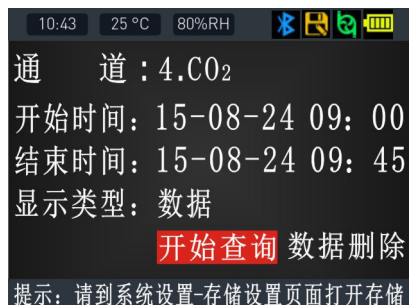 10:43 25°C 80%RH
通 道:4.CO₂
开始时间: 15-08-24 09: 00
结束时间: 15-08-24 09: 45
显示类型: 数据
开始查询 数据删除
提示: 请到系统设置-存储设置页面打开存储